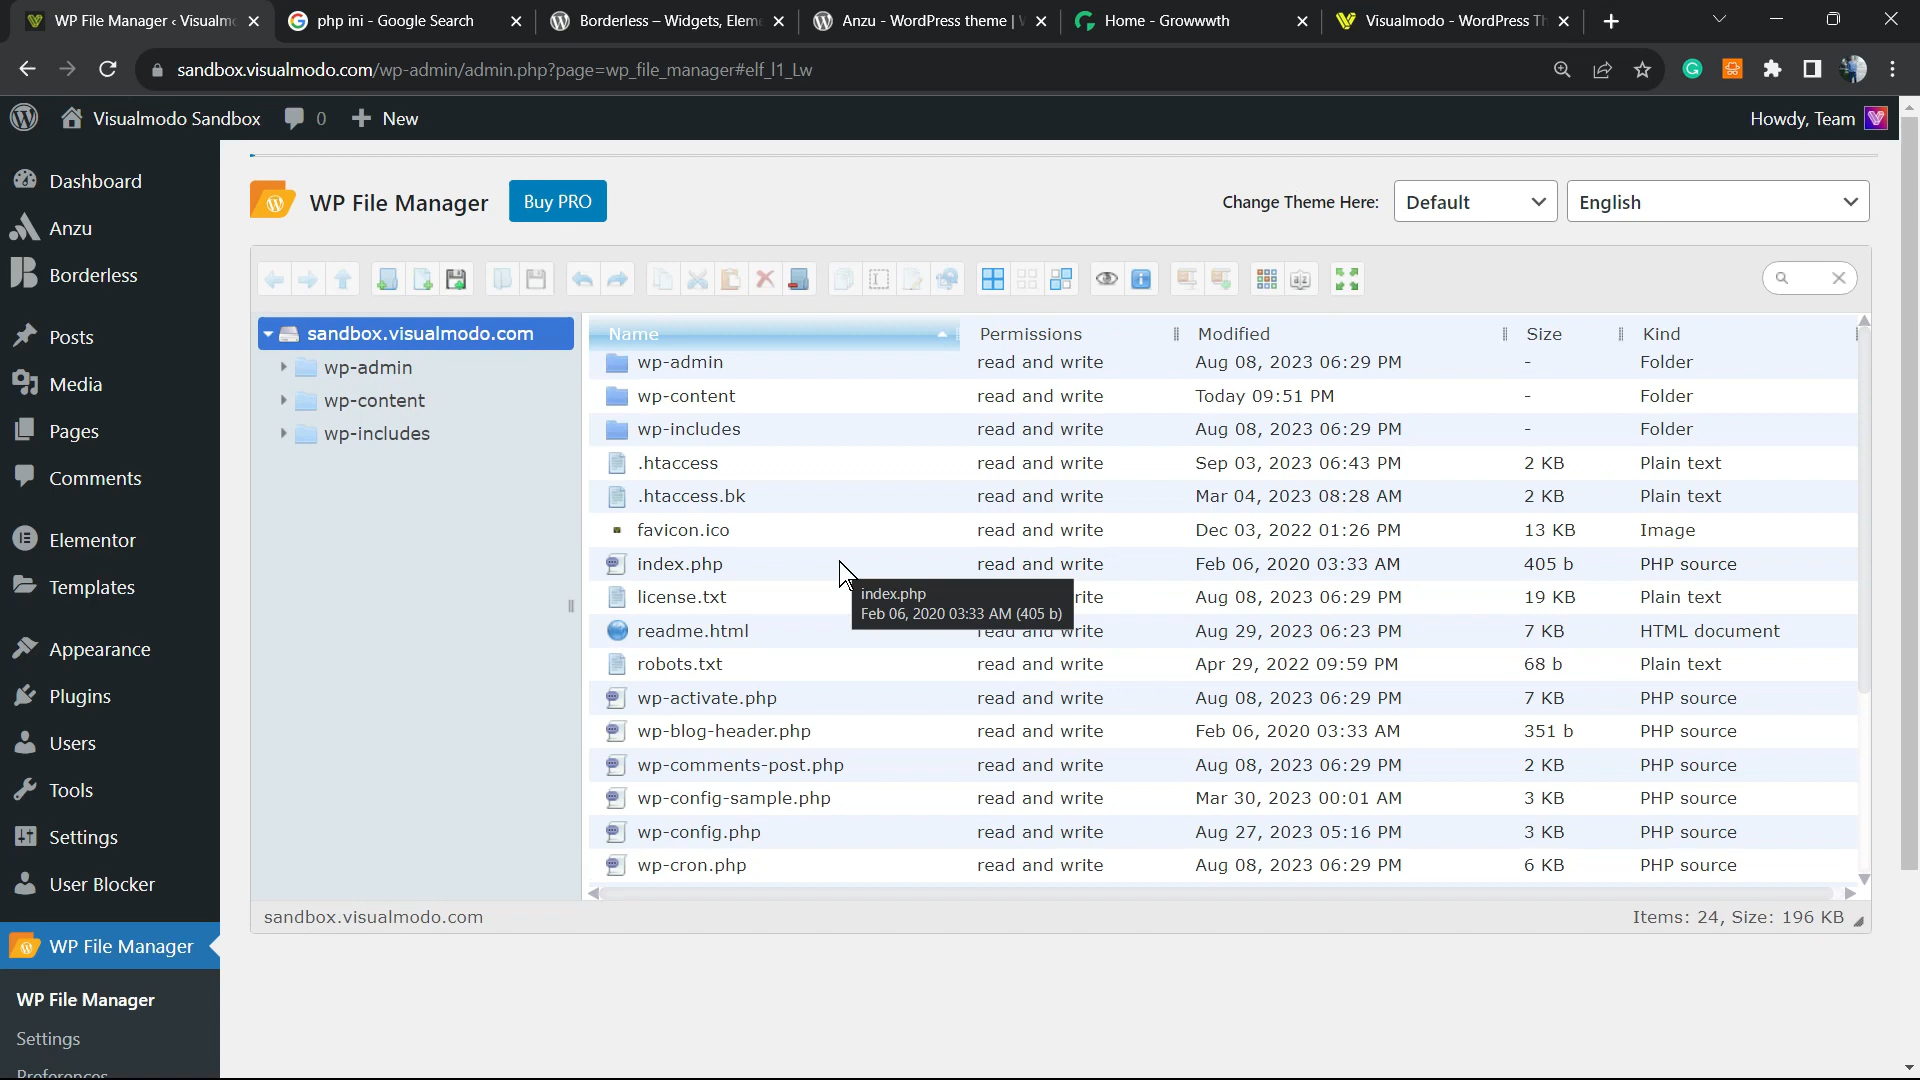 WP File Manager ‹ Visualmo
php ini - Google Search
Borderless – Widgets, Elem
Anzu - WordPress theme |
Home - Growwwth
Visualmodo - WordPress Th
sandbox.visualmodo.com/wp-admin/admin.php?page=wp_file_manager#elf_l1_Lw
Visualmodo Sandbox
0
New
Howdy, Team
Dashboard
Anzu
Borderless
Posts
Media
Pages
Comments
Elementor
Templates
Appearance
Plugins
Users
Tools
Settings
User Blocker
WP File Manager
WP File Manager
Settings
Preferences
WP File Manager
Buy PRO
Change Theme Here:
Default
English
sandbox.visualmodo.com
wp-admin
wp-content
wp-includes
Name Permissions Modified Size Kind
wp-admin read and write Aug 08, 2023 06:29 PM - Folder
wp-content read and write Today 09:51 PM - Folder
wp-includes read and write Aug 08, 2023 06:29 PM - Folder
.htaccess read and write Sep 03, 2023 06:43 PM 2 KB Plain text
.htaccess.bk read and write Mar 04, 2023 08:28 AM 2 KB Plain text
favicon.ico read and write Dec 03, 2022 01:26 PM 13 KB Image
index.php read and write Feb 06, 2020 03:33 AM 405 b PHP source
license.txt rite Aug 08, 2023 06:29 PM 19 KB Plain text
index.php
Feb 06, 2020 03:33 AM (405 b)
readme.html read and write Aug 29, 2023 06:23 PM 7 KB HTML document
robots.txt read and write Apr 29, 2022 09:59 PM 68 b Plain text
wp-activate.php read and write Aug 08, 2023 06:29 PM 7 KB PHP source
wp-blog-header.php read and write Feb 06, 2020 03:33 AM 351 b PHP source
wp-comments-post.php read and write Aug 08, 2023 06:29 PM 2 KB PHP source
wp-config-sample.php read and write Mar 30, 2023 00:01 AM 3 KB PHP source
wp-config.php read and write Aug 27, 2023 05:16 PM 3 KB PHP source
wp-cron.php read and write Aug 08, 2023 06:29 PM 6 KB PHP source
sandbox.visualmodo.com
Items: 24, Size: 196 KB